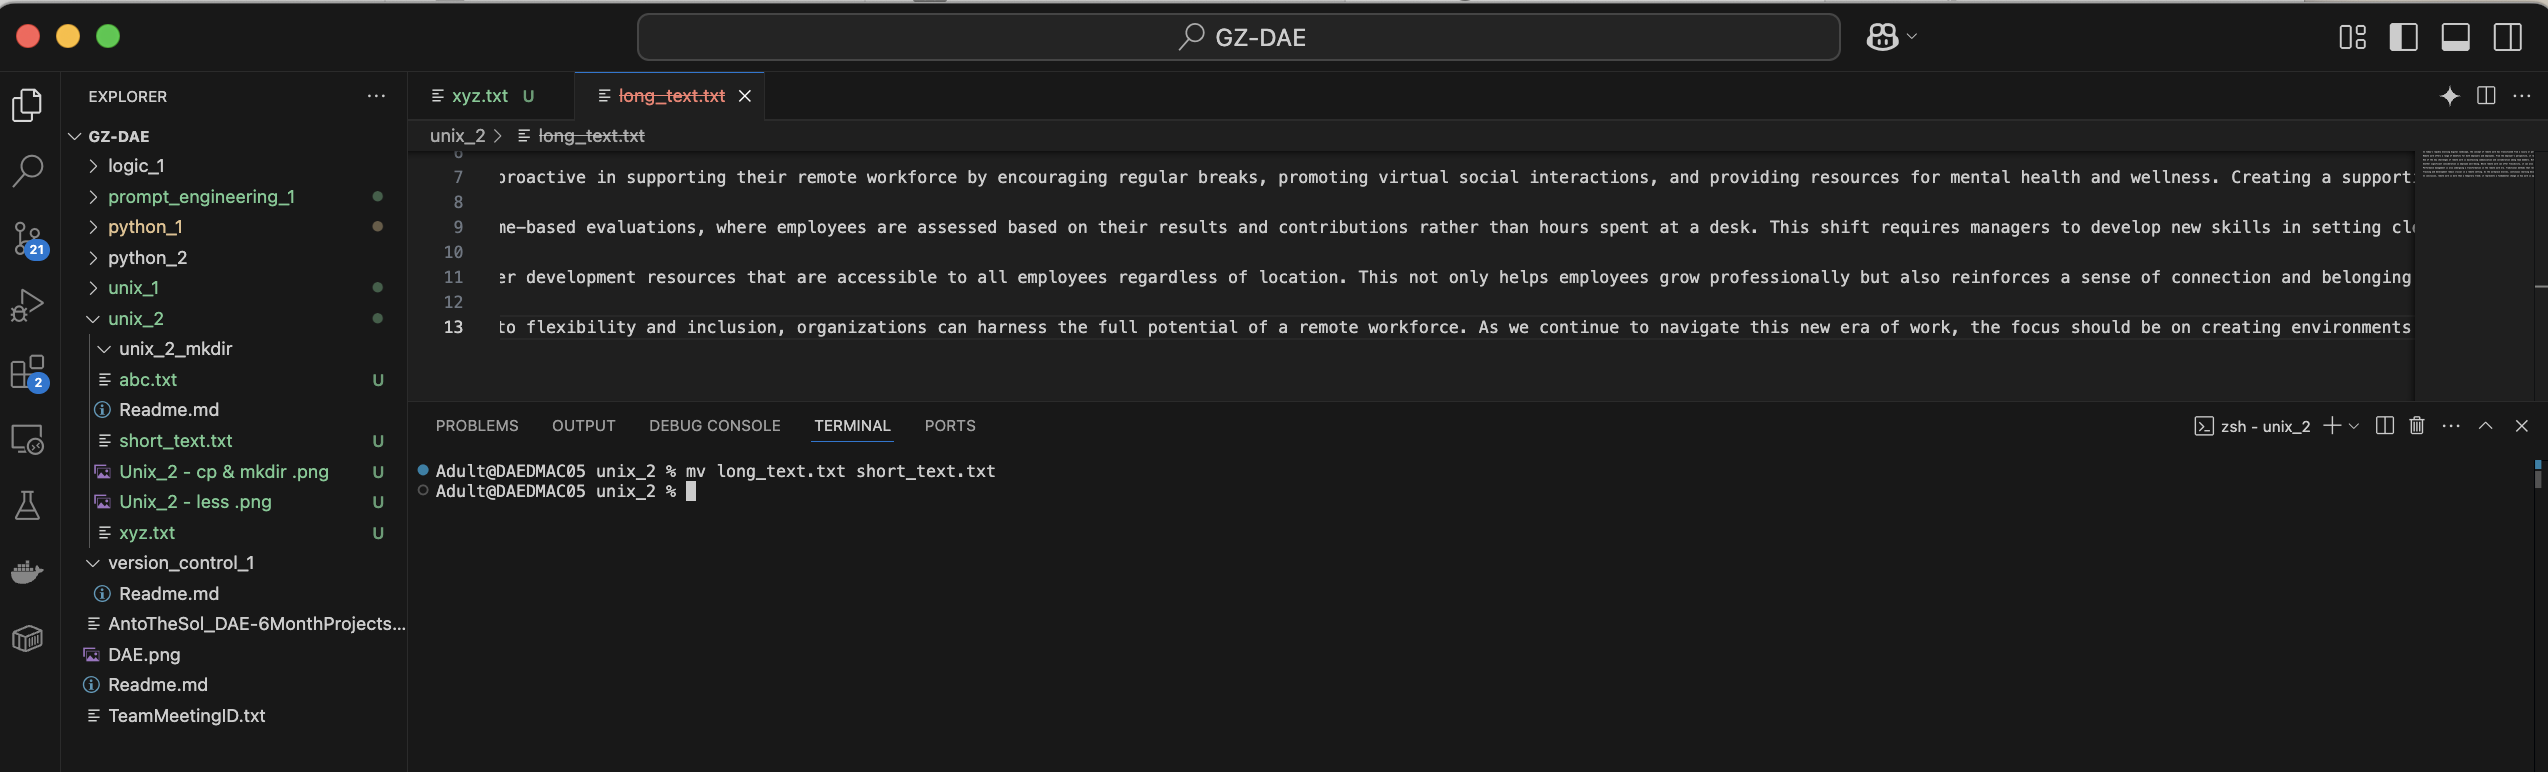 GZ-DAE
EXPLORER
GZ-DAE
logic_1
prompt_engineering_1
python_1
python_2
unix_1
unix_2
unix_2_mkdir
abc.txt U
Readme.md
short_text.txt U
Unix_2 - cp & mkdir .png U
Unix_2 - less .png U
xyz.txt U
version_control_1
Readme.md
AntoTheSol_DAE-6MonthProjects...
DAE.png
Readme.md
TeamMeetingID.txt
21
2
xyz.txt U
long_text.txt
unix_2 > long_text.txt
6
7 proactive in supporting their remote workforce by encouraging regular breaks, promoting virtual social interactions, and providing resources for mental health and wellness. Creating a supporti
8
9 me-based evaluations, where employees are assessed based on their results and contributions rather than hours spent at a desk. This shift requires managers to develop new skills in setting cle
10
11 er development resources that are accessible to all employees regardless of location. This not only helps employees grow professionally but also reinforces a sense of connection and belonging
12
13 to flexibility and inclusion, organizations can harness the full potential of a remote workforce. As we continue to navigate this new era of work, the focus should be on creating environments
PROBLEMS OUTPUT DEBUG CONSOLE TERMINAL PORTS
zsh - unix_2
Adult@DAEDMAC05 unix_2 % mv long_text.txt short_text.txt
Adult@DAEDMAC05 unix_2 %